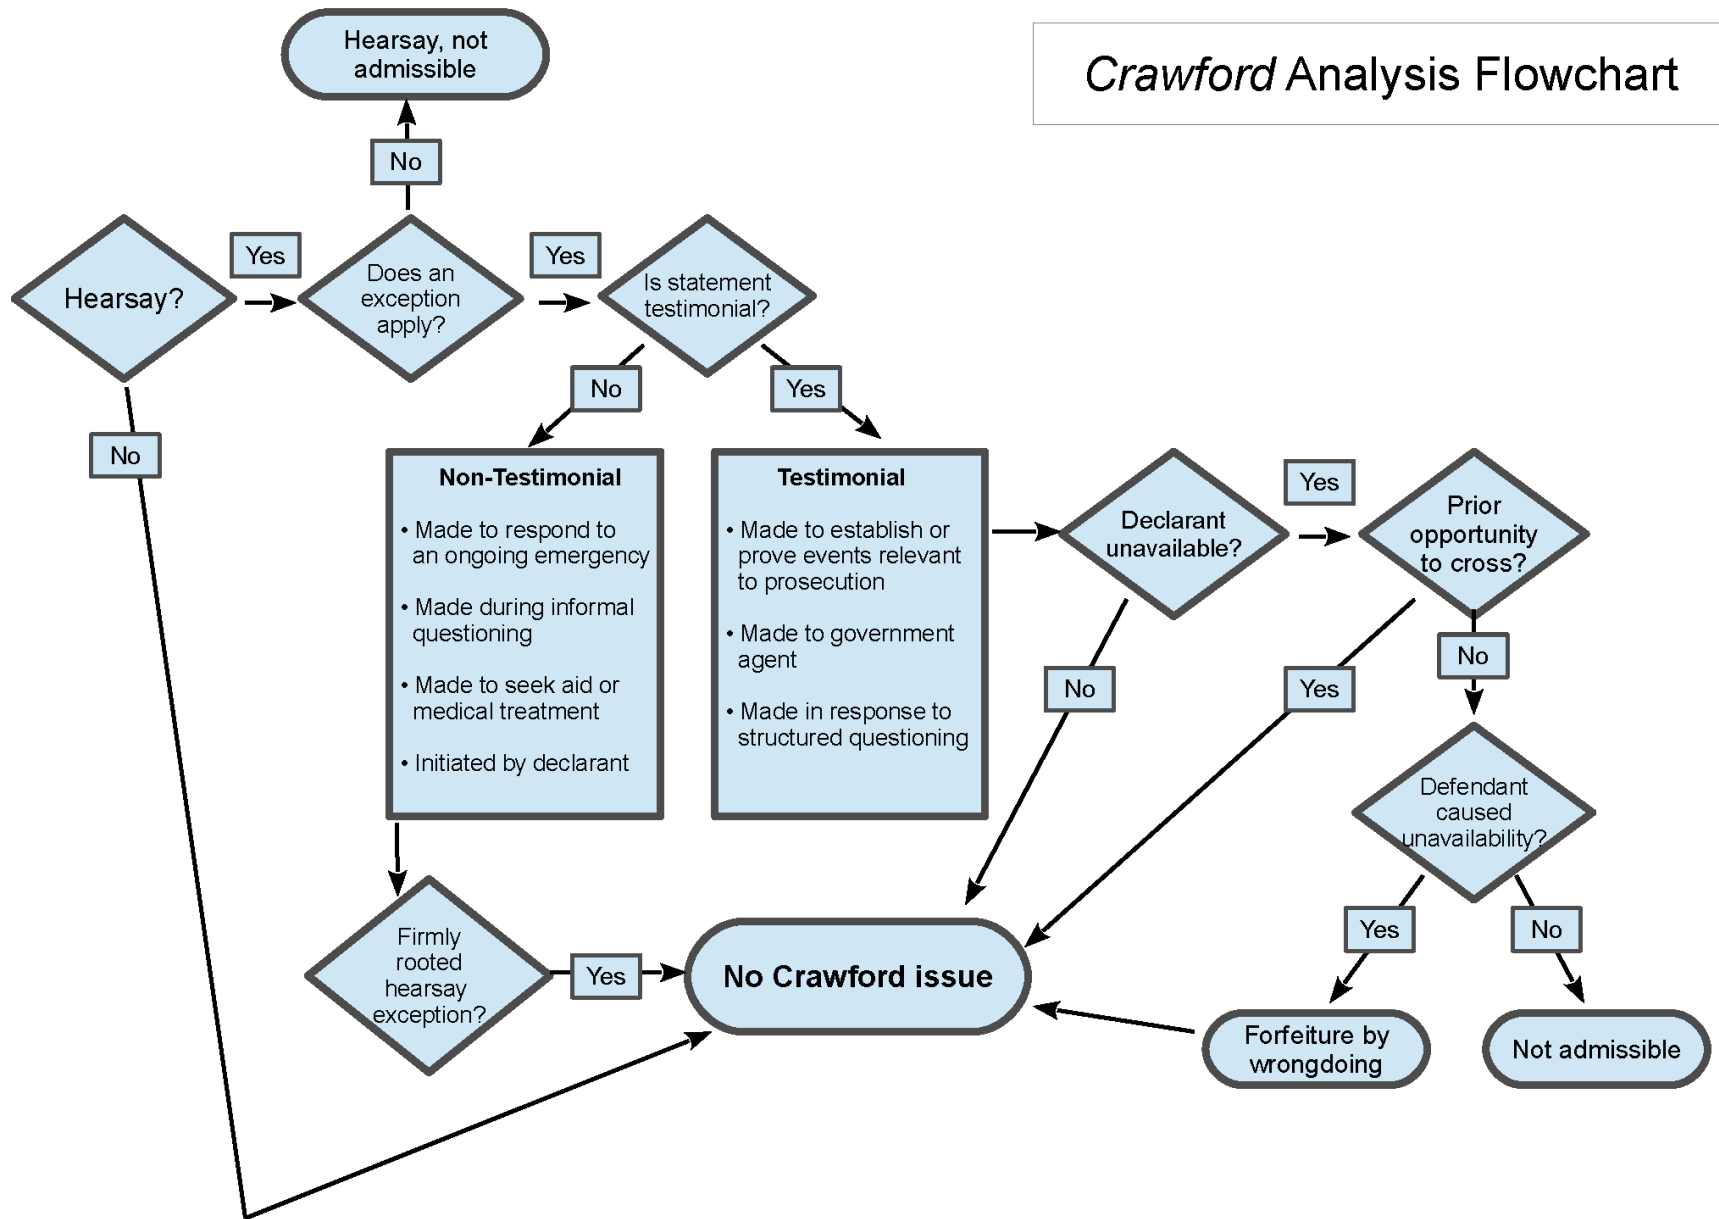 Hearsay, not
admissible
Crawford Analysis Flowchart
No
Hearsay?
Yes
Does an
exception
apply?
Yes
Is statement
testimonial?
No
Yes
No
Non-Testimonial
• Made to respond to
an ongoing emergency
• Made during informal
questioning
• Made to seek aid or
medical treatment
• Initiated by declarant
Testimonial
• Made to establish or
prove events relevant
to prosecution
• Made to government
agent
• Made in response to
structured questioning
Declarant
unavailable?
Yes
Prior
opportunity
to cross?
No
Yes
No
Defendant
caused
unavailability?
Yes
No
Firmly
rooted
hearsay
exception?
Yes
No Crawford issue
Forfeiture by
wrongdoing
Not admissible